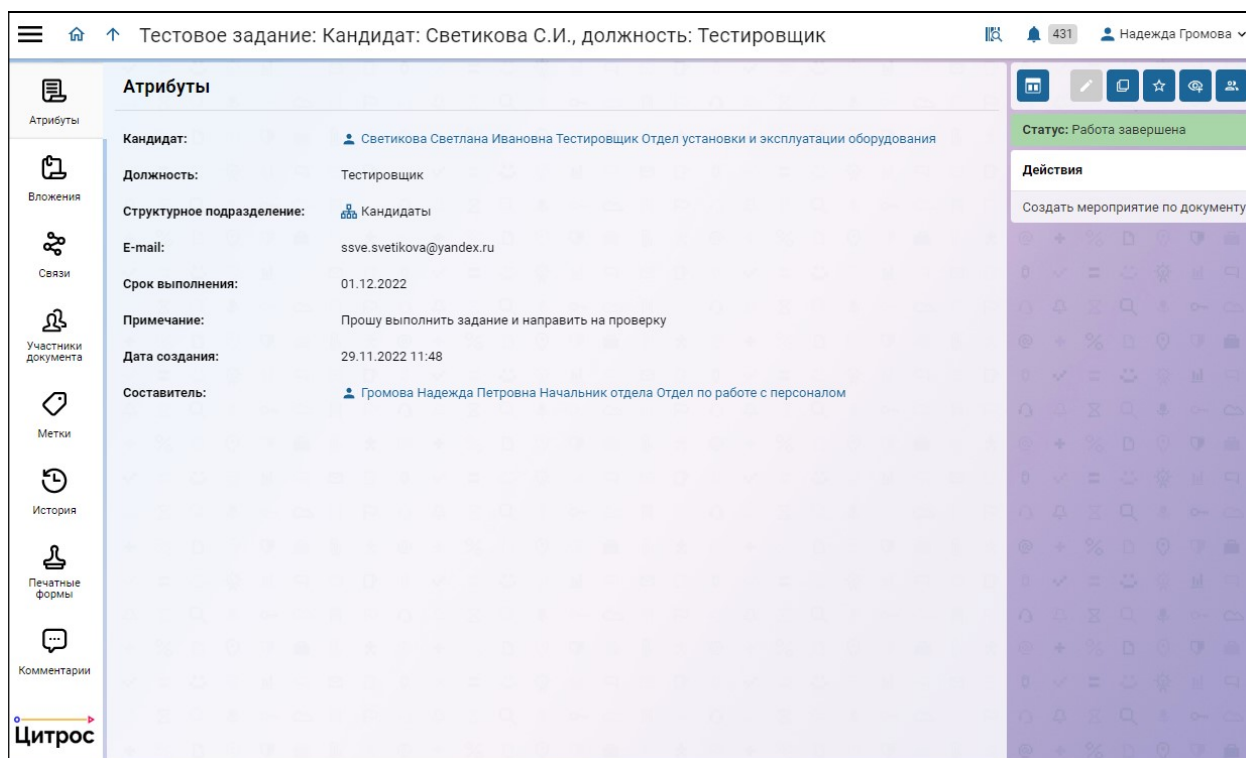 Тестовое задание: Кандидат: Светикова С.И., должность: Тестировщик
431
Надежда Громова
Атрибуты
Вложения
Связи
Участники
документа
Метки
История
Печатные
формы
Комментарии
Цитрос
Атрибуты
Кандидат: Светикова Светлана Ивановна Тестировщик Отдел установки и эксплуатации оборудования
Должность: Тестировщик
Структурное подразделение: Кандидаты
E-mail: ssve.svetikova@yandex.ru
Срок выполнения: 01.12.2022
Примечание: Прошу выполнить задание и направить на проверку
Дата создания: 29.11.2022 11:48
Составитель: Громова Надежда Петровна Начальник отдела Отдел по работе с персоналом
Статус: Работа завершена
Действия
Создать мероприятие по документу